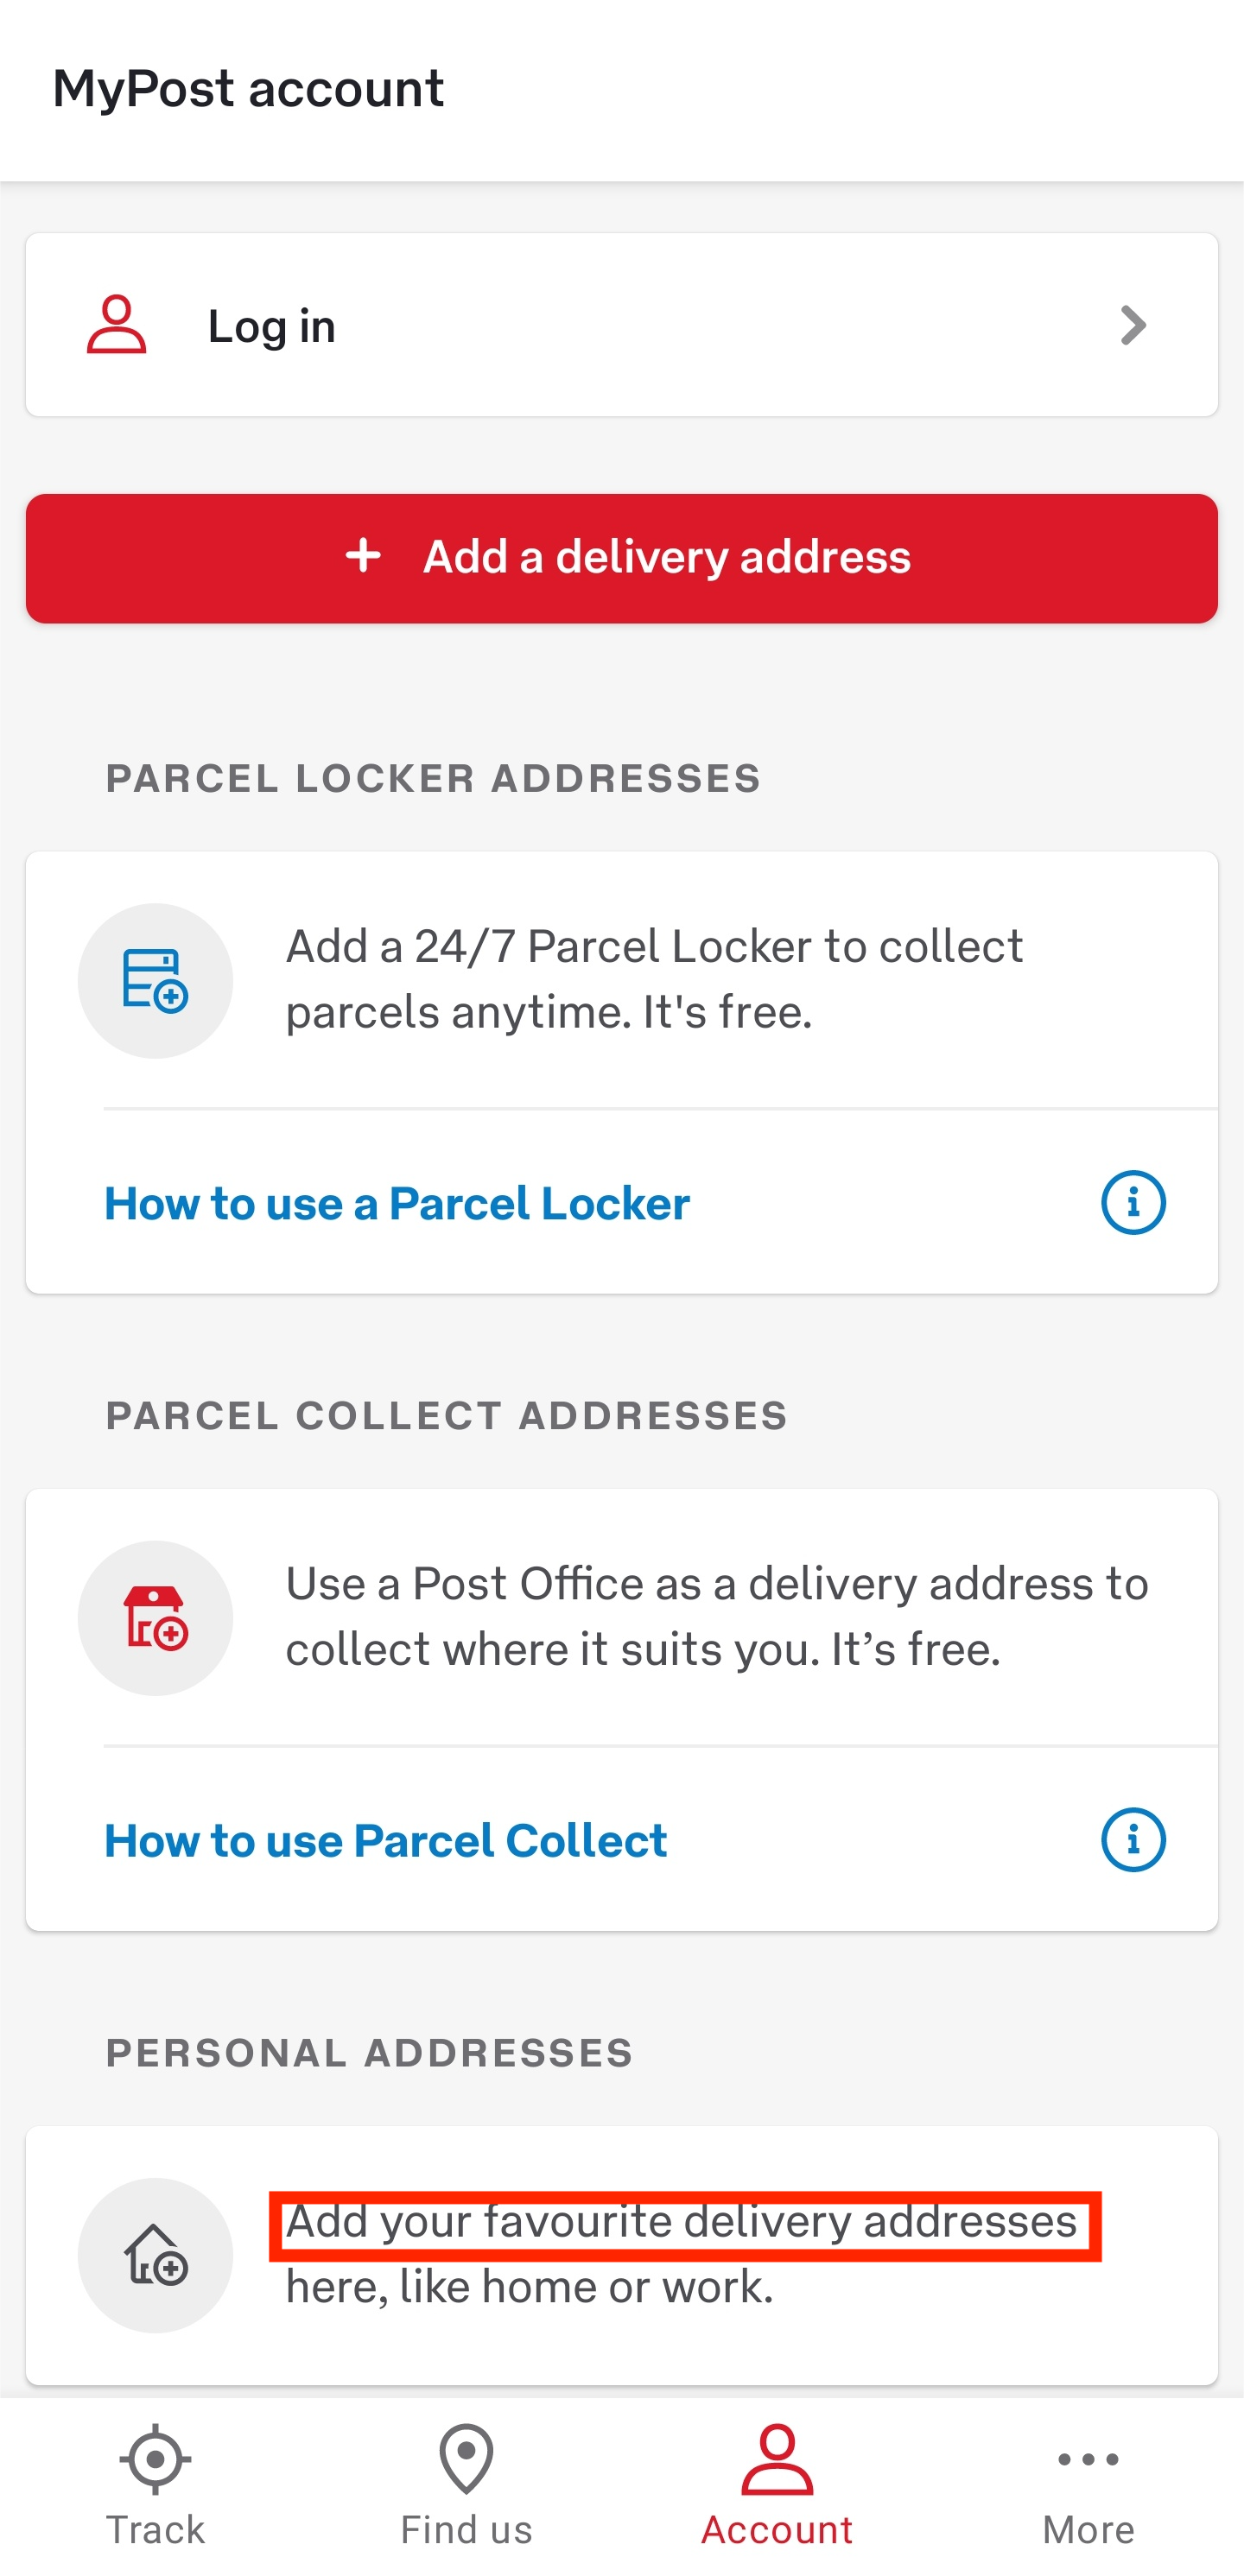 MyPost account
Log in
Add a delivery address
PARCEL LOCKER ADDRESSES
Add a 24/7 Parcel Locker to collect
parcels anytime. It's free.
How to use a Parcel Locker
PARCEL COLLECT ADDRESSES
Use a Post Office as a delivery address to
collect where it suits you. It’s free.
How to use Parcel Collect
PERSONAL ADDRESSES
Add your favourite delivery addresses
here, like home or work.
Track
Find us
Account
More